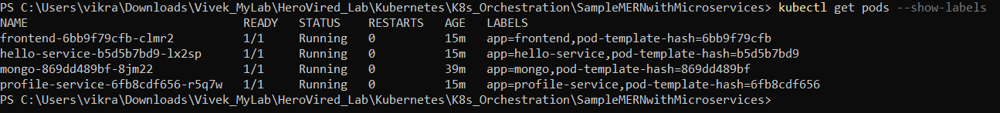 PS C:\Users\vikra\Downloads\Vivek_MyLab\HeroVired_Lab\Kubernetes\K8s_Orchestration\SampleMERNwithMicroservices> kubectl get pods --show-labels
NAME READY STATUS RESTARTS AGE LABELS
frontend-6bb9f79cfb-clmr2 1/1 Running 0 15m app=frontend,pod-template-hash=6bb9f79cfb
hello-service-b5d5b7bd9-lx2sp 1/1 Running 0 15m app=hello-service,pod-template-hash=b5d5b7bd9
mongo-869dd489bf-8jm22 1/1 Running 0 39m app=mongo,pod-template-hash=869dd489bf
profile-service-6fb8cdf656-r5q7w 1/1 Running 0 15m app=profile-service,pod-template-hash=6fb8cdf656
PS C:\Users\vikra\Downloads\Vivek_MyLab\HeroVired_Lab\Kubernetes\K8s_Orchestration\SampleMERNwithMicroservices>